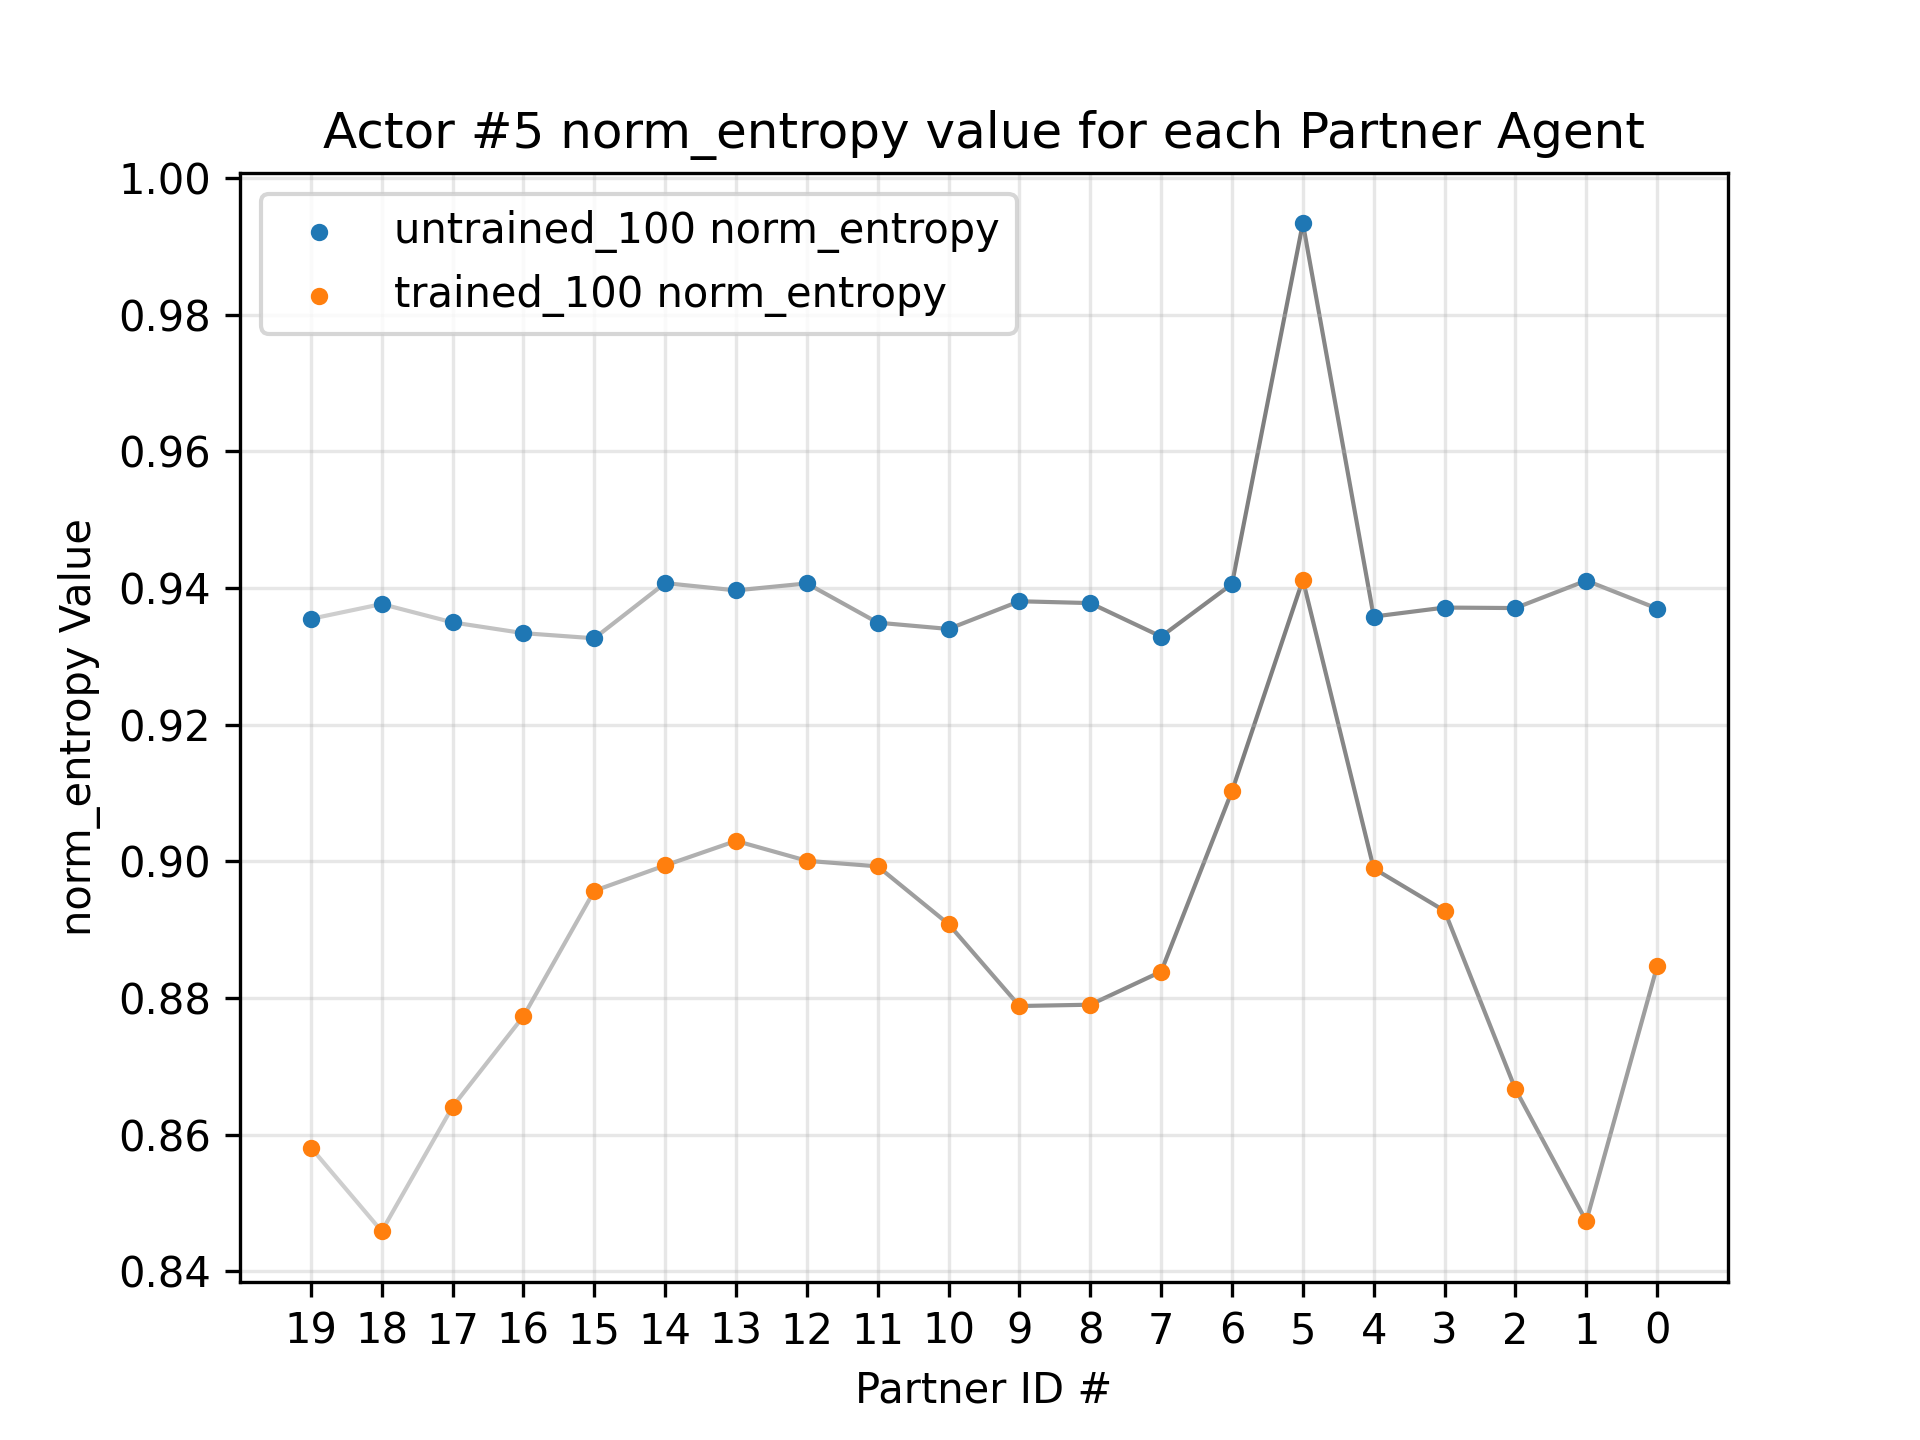 Actor #5 norm_entropy value for each Partner Agent
untrained_100 norm_entropy
trained_100 norm_entropy
norm_entropy Value
1.00
0.98
0.96
0.94
0.92
0.90
0.88
0.86
0.84
19 18 17 16 15 14 13 12 11 10 9 8 7 6 5 4 3 2 1 0
Partner ID #